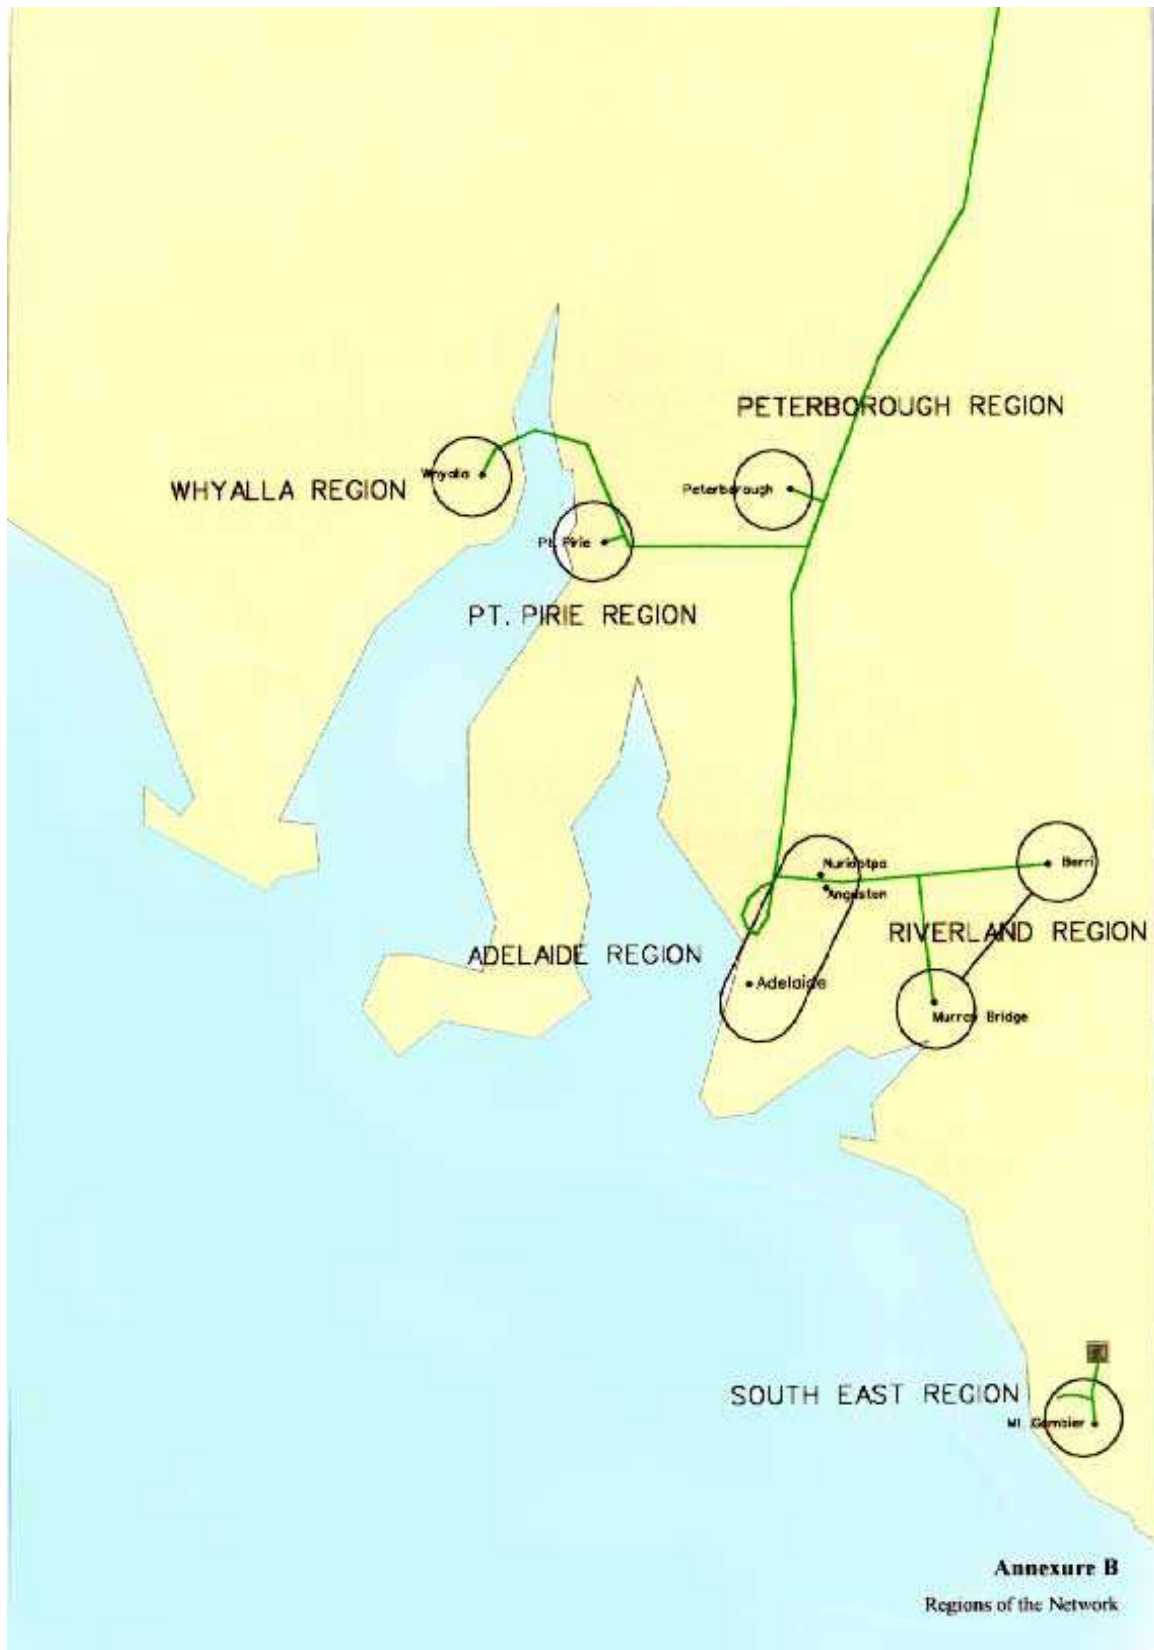 PETERBOROUGH REGION
Whyalla
WHYALLA REGION
Peterborough
Pt. Pirie
PT. PIRIE REGION
Nuriootpa
Berri
Angaston
RIVERLAND REGION
ADELAIDE REGION
Adelaide
Murray Bridge
SOUTH EAST REGION
Mt. Gambier
Annexure B
Regions of the Network